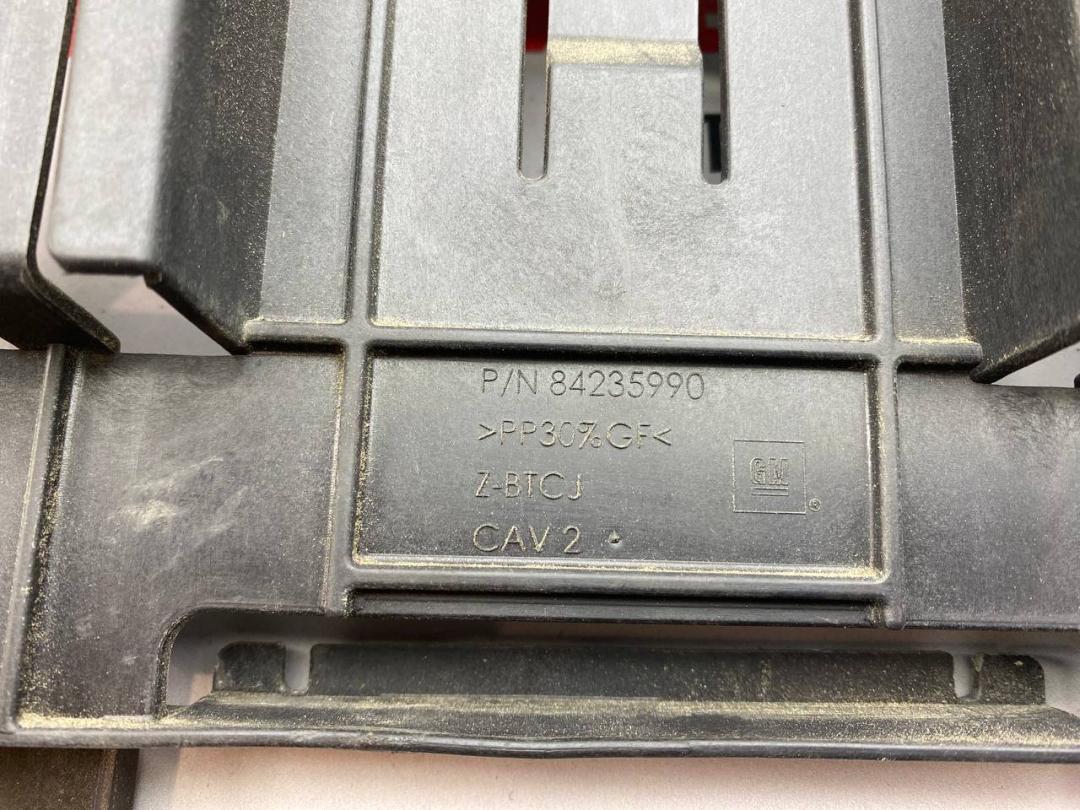 P/N 84235990
>PP30%GF<
Z-BTCJ
GM
®
CAV 2